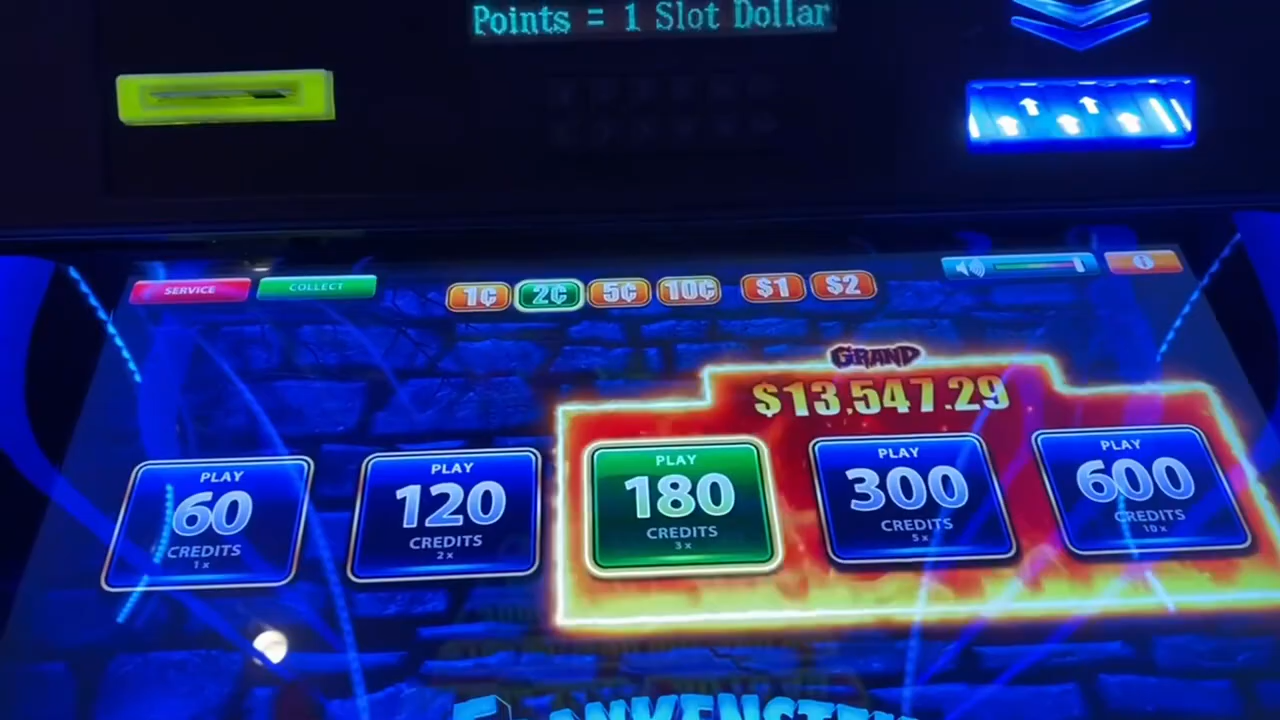 Points = 1 Slot Dollar
SERVICE
COLLECT
1¢ 2¢ 5¢ 10¢ $1 $2
GRAND
$13,547.29
PLAY
60
CREDITS
1x
PLAY
120
CREDITS
2x
PLAY
180
CREDITS
3x
PLAY
300
CREDITS
5x
PLAY
600
CREDITS
10x
FRANKENSTEIN